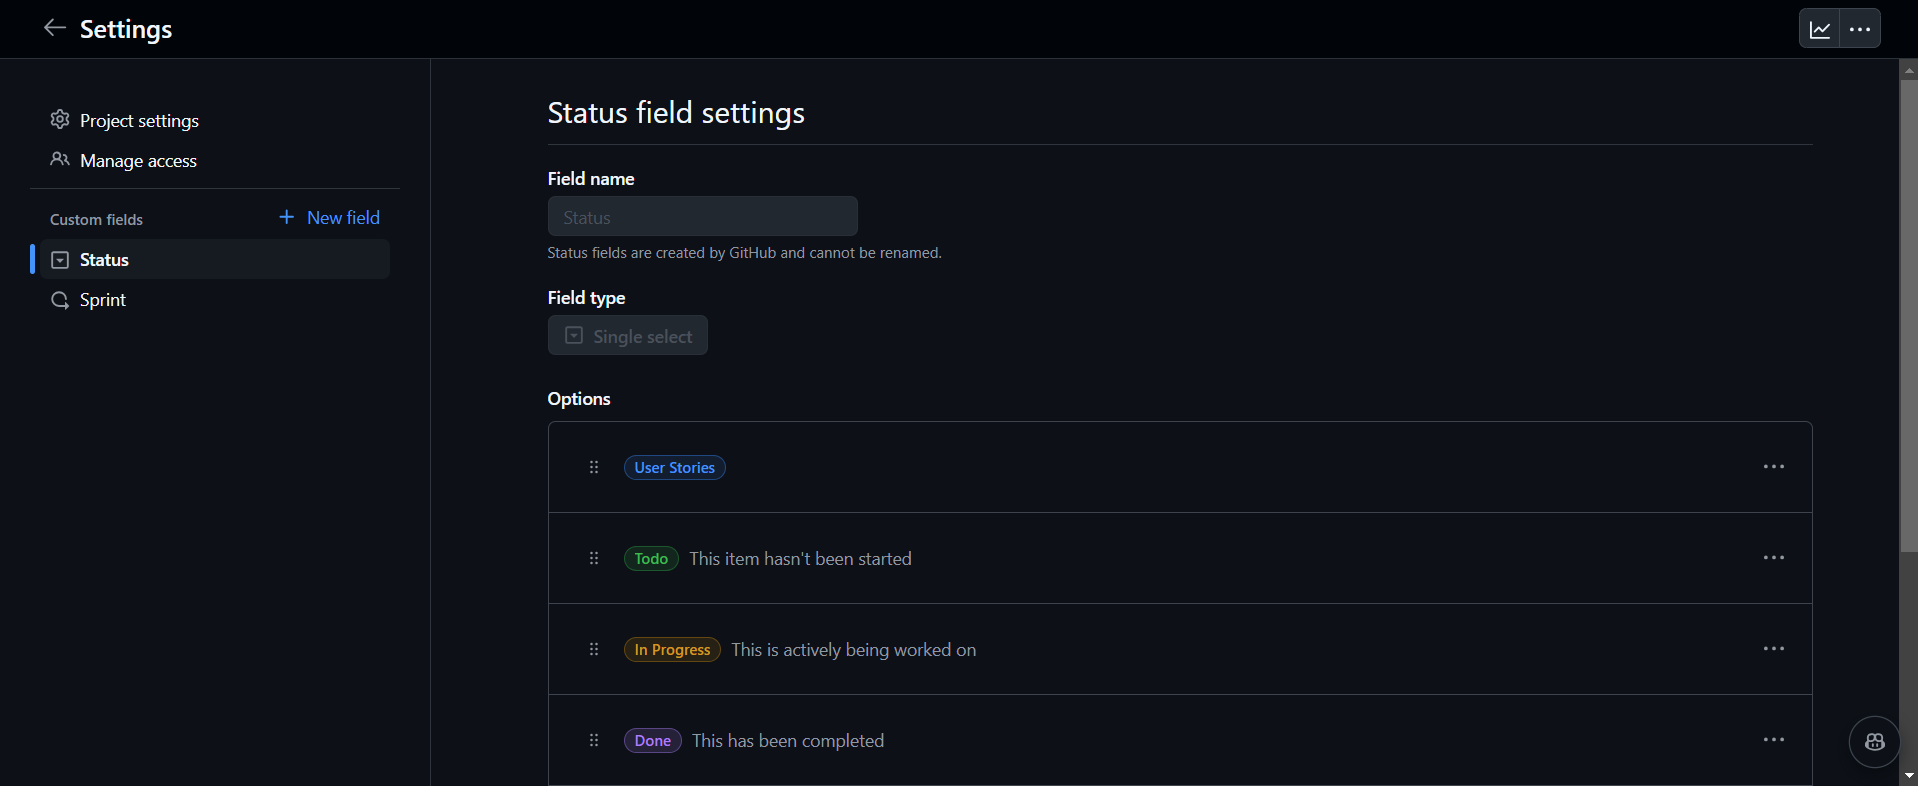 Settings
Project settings
Manage access
Custom fields
New field
Status
Sprint
Status field settings
Field name
Status
Status fields are created by GitHub and cannot be renamed.
Field type
Single select
Options
User Stories
Todo This item hasn't been started
In Progress This is actively being worked on
Done This has been completed